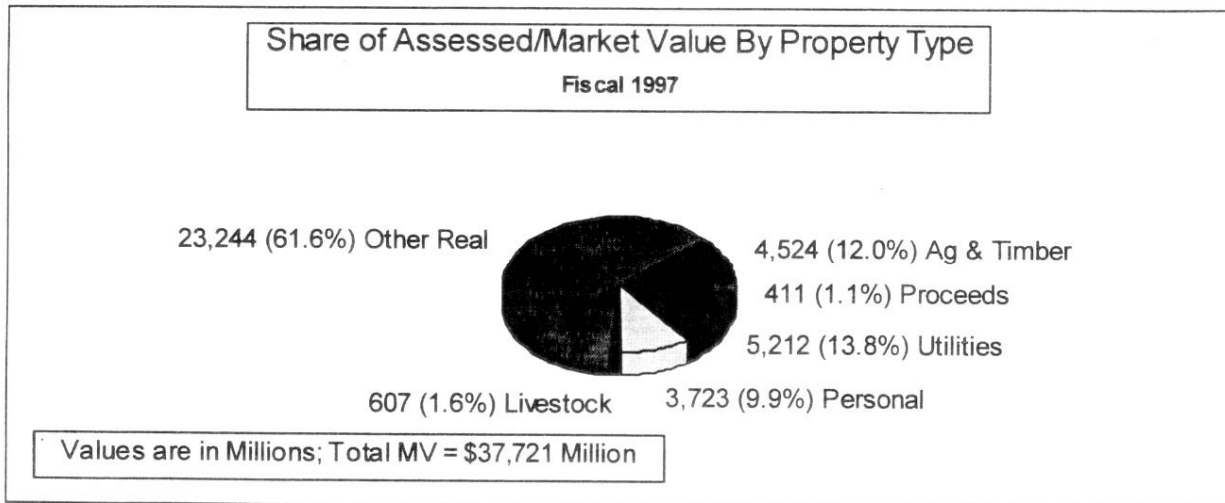 Share of Assessed/Market Value By Property Type
Fiscal 1997
23,244 (61.6%) Other Real
4,524 (12.0%) Ag & Timber
411 (1.1%) Proceeds
5,212 (13.8%) Utilities
607 (1.6%) Livestock
3,723 (9.9%) Personal
Values are in Millions; Total MV = $37,721 Million